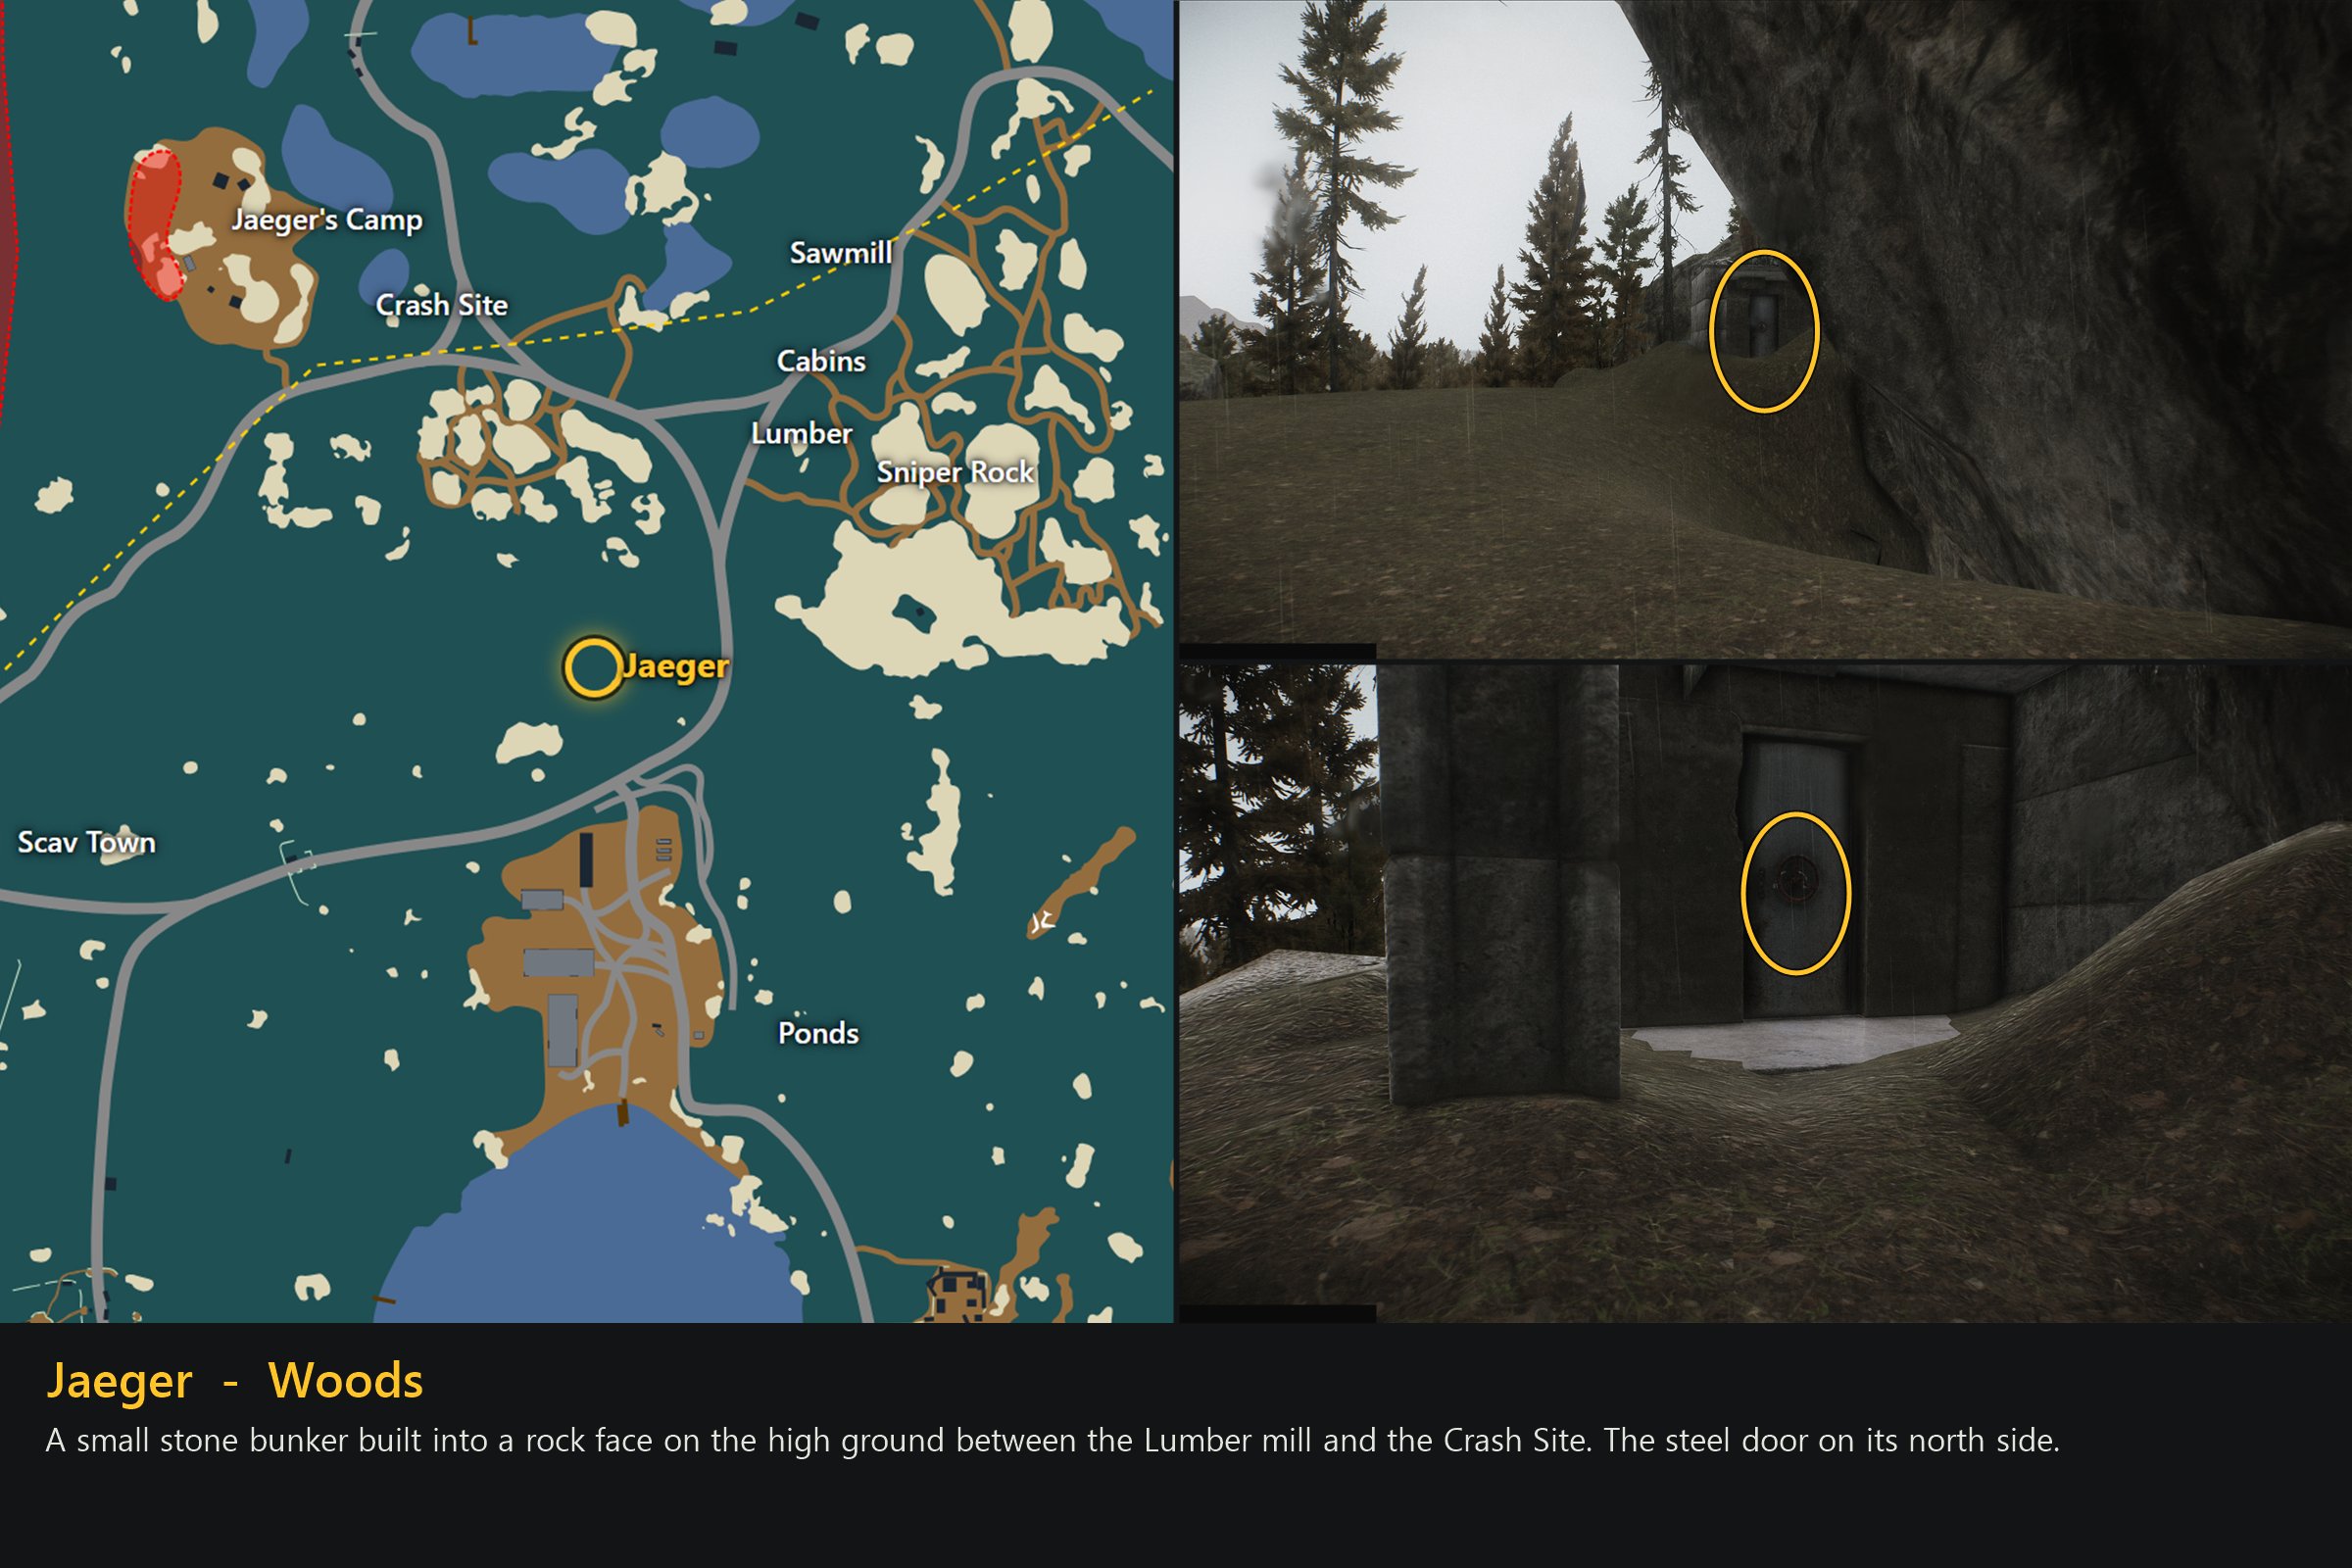 Jaeger's Camp
Sawmill
Crash Site
Cabins
Lumber
Sniper Rock
Jaeger
Scav Town
Ponds
Jaeger - Woods
A small stone bunker built into a rock face on the high ground between the Lumber mill and the Crash Site. The steel door on its north side.